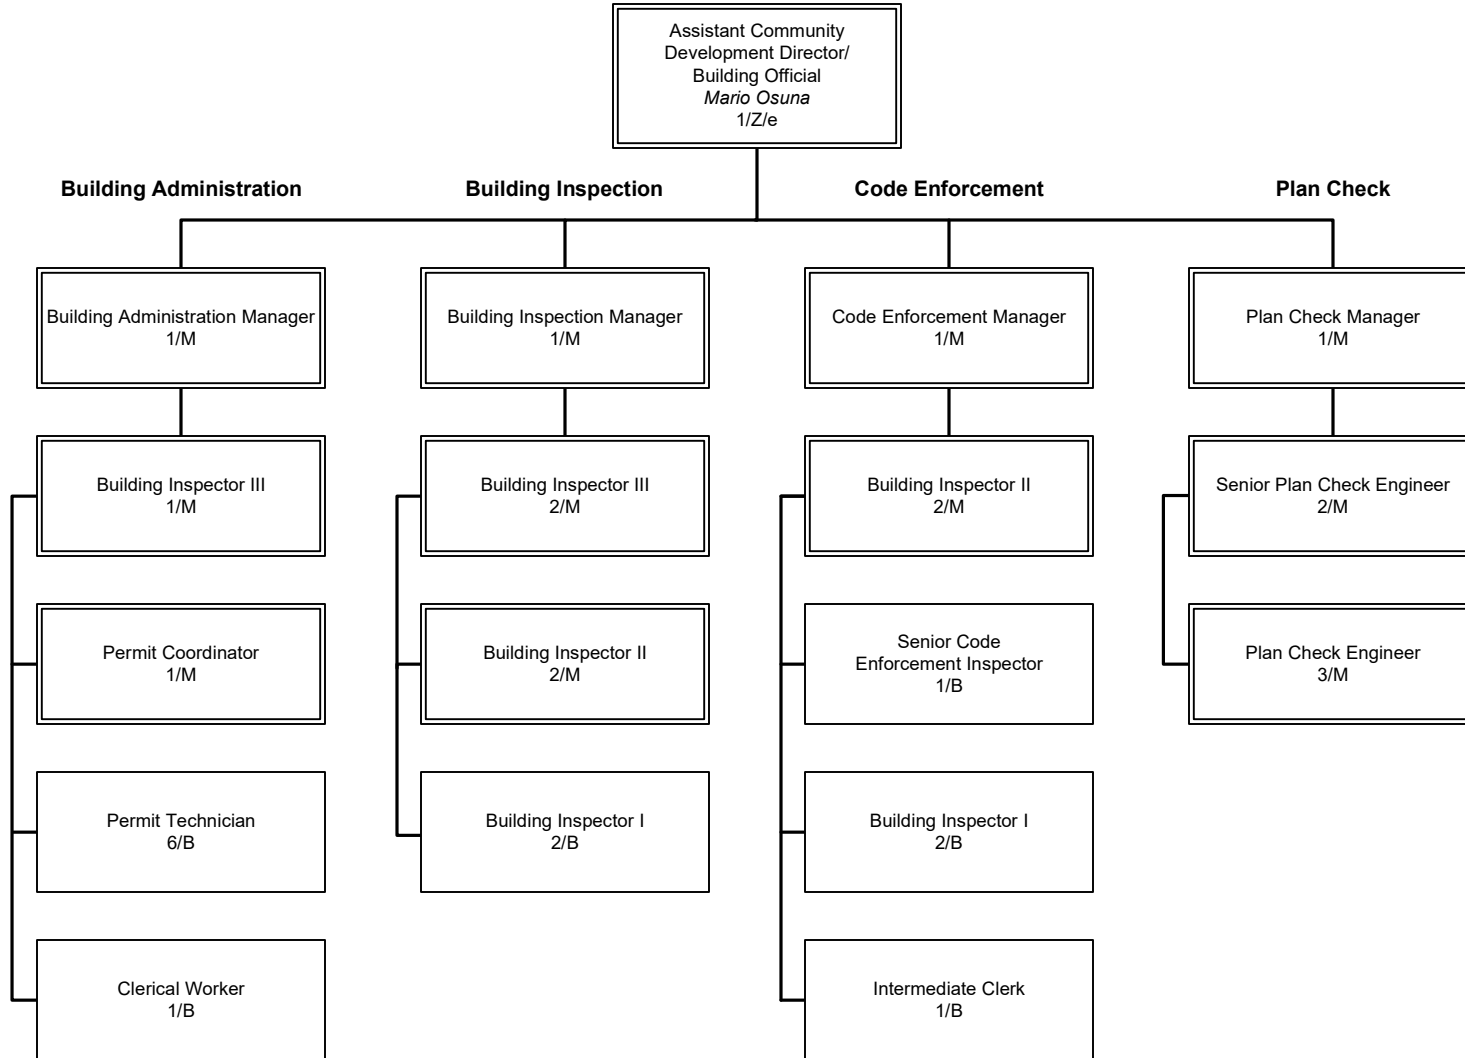 Assistant Community
Development Director/
Building Official
Mario Osuna
1/Z/e
Building Administration
Building Inspection
Code Enforcement
Plan Check
Building Administration Manager
1/M
Building Inspection Manager
1/M
Code Enforcement Manager
1/M
Plan Check Manager
1/M
Building Inspector III
1/M
Building Inspector III
2/M
Building Inspector II
2/M
Senior Plan Check Engineer
2/M
Permit Coordinator
1/M
Building Inspector II
2/M
Senior Code
Enforcement Inspector
1/B
Plan Check Engineer
3/M
Permit Technician
6/B
Building Inspector I
2/B
Building Inspector I
2/B
Clerical Worker
1/B
Intermediate Clerk
1/B